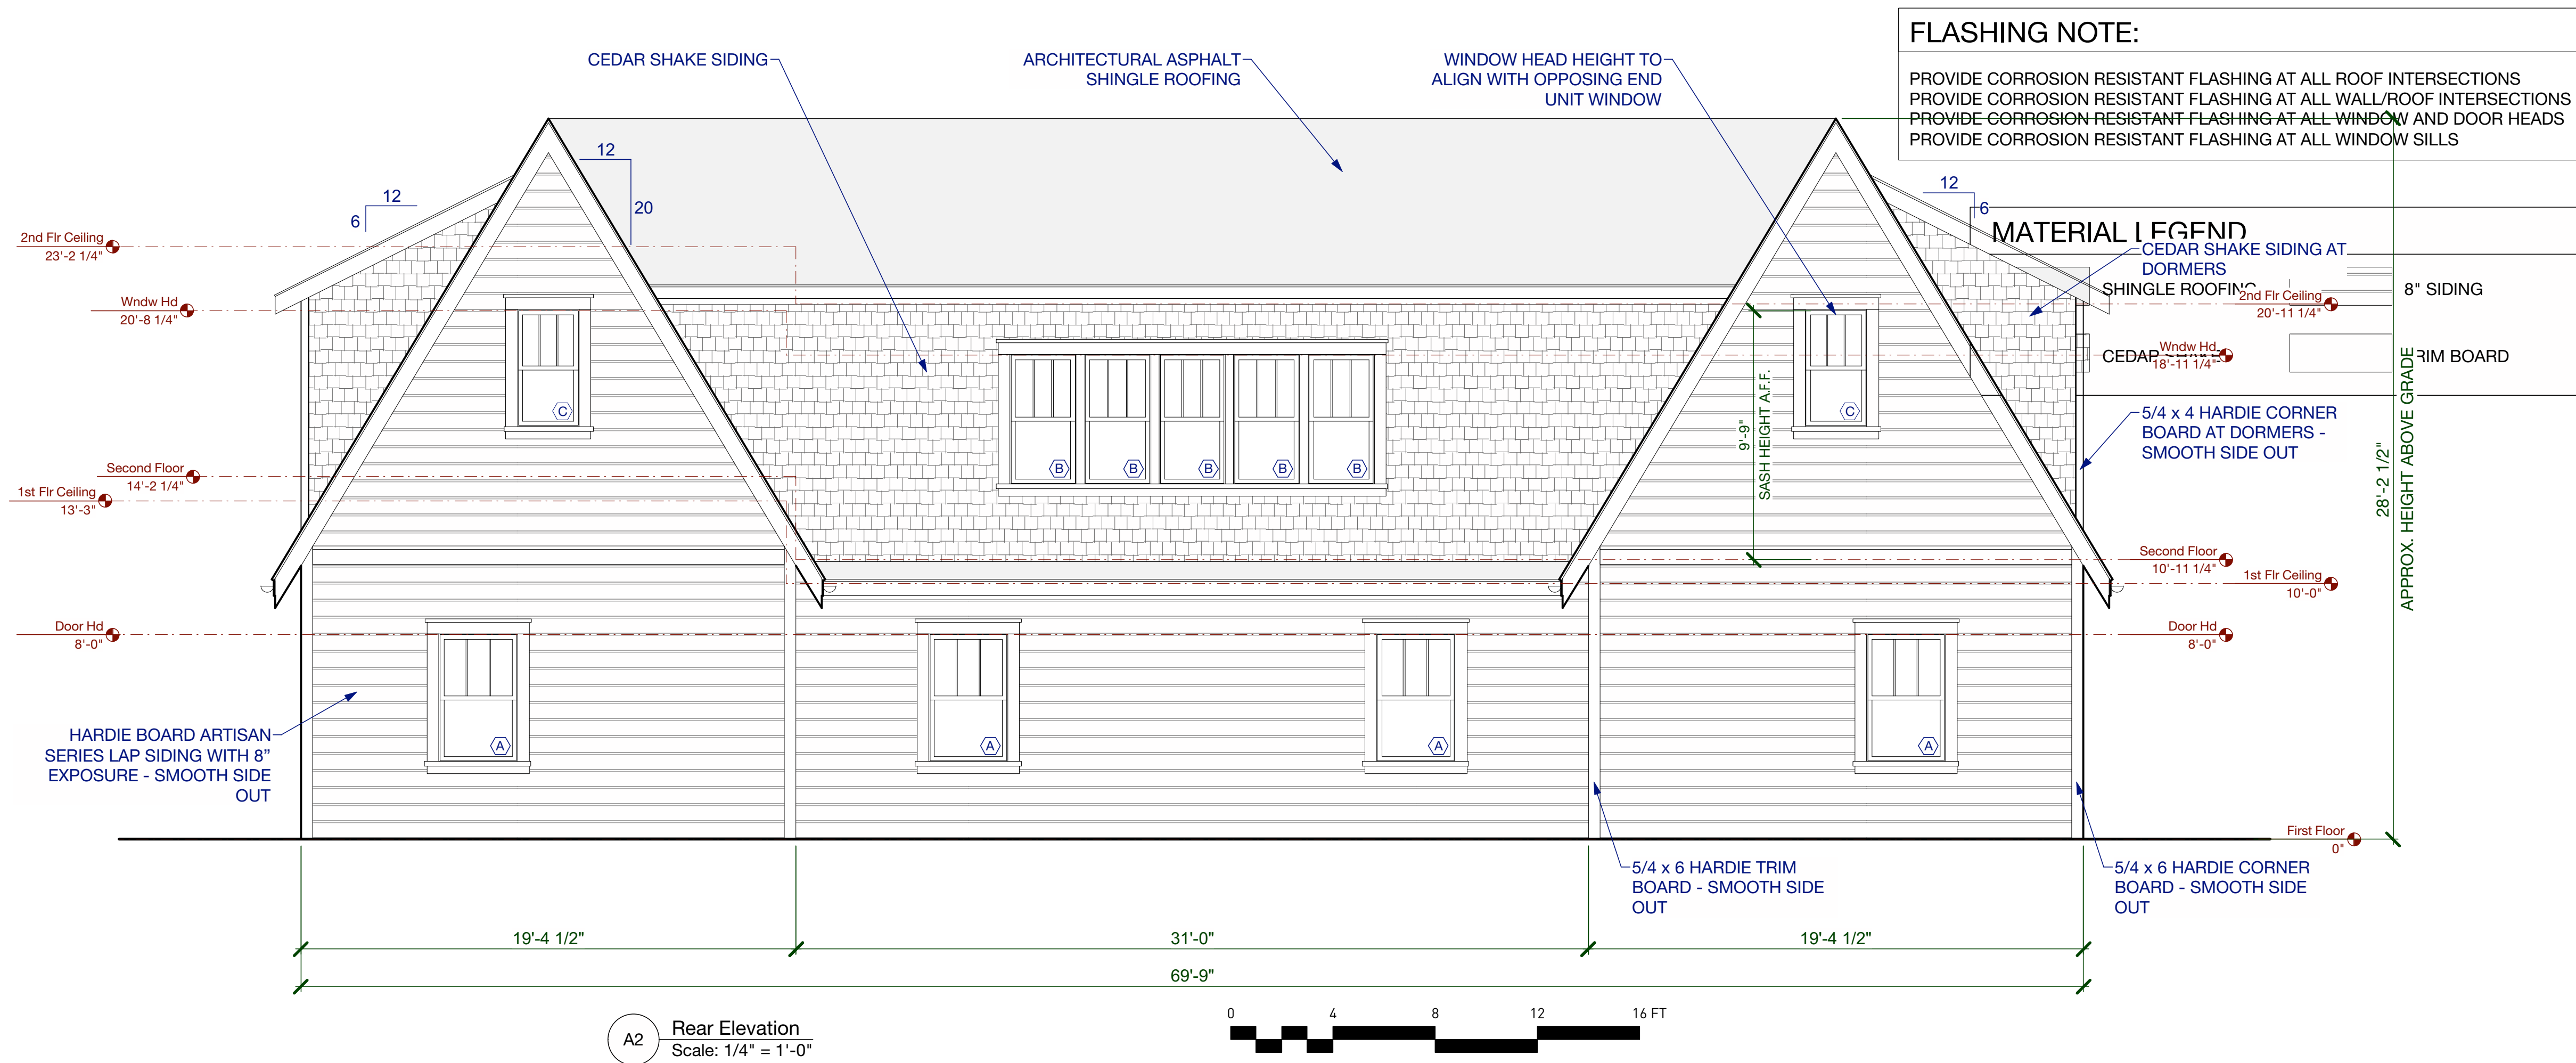 FLASHING NOTE:
PROVIDE CORROSION RESISTANT FLASHING AT ALL ROOF INTERSECTIONS
PROVIDE CORROSION RESISTANT FLASHING AT ALL WALL/ROOF INTERSECTIONS
PROVIDE CORROSION RESISTANT FLASHING AT ALL WINDOW AND DOOR HEADS
PROVIDE CORROSION RESISTANT FLASHING AT ALL WINDOW SILLS
CEDAR SHAKE SIDING
ARCHITECTURAL ASPHALT
SHINGLE ROOFING
WINDOW HEAD HEIGHT TO
ALIGN WITH OPPOSING END
UNIT WINDOW
12
20
12
6
12
6
MATERIAL LEGEND
CEDAR SHAKE SIDING AT
DORMERS
SHINGLE ROOFING
8" SIDING
RIM BOARD
2nd Flr Ceiling
23'-2 1/4"
Wndw Hd
20'-8 1/4"
Second Floor
14'-2 1/4"
1st Flr Ceiling
13'-3"
Door Hd
8'-0"
2nd Flr Ceiling
20'-11 1/4"
Wndw Hd
18'-11 1/4"
5/4 x 4 HARDIE CORNER
BOARD AT DORMERS -
SMOOTH SIDE OUT
28'-2 1/2"
APPROX. HEIGHT ABOVE GRADE
9'-9"
SASH HEIGHT A.F.F.
C
B
B
B
B
B
C
Second Floor
10'-11 1/4"
1st Flr Ceiling
10'-0"
Door Hd
8'-0"
A
A
A
A
HARDIE BOARD ARTISAN
SERIES LAP SIDING WITH 8”
EXPOSURE - SMOOTH SIDE
OUT
First Floor
0"
5/4 x 6 HARDIE TRIM
BOARD - SMOOTH SIDE
OUT
5/4 x 6 HARDIE CORNER
BOARD - SMOOTH SIDE
OUT
19'-4 1/2"
31'-0"
19'-4 1/2"
69'-9"
A2
Rear Elevation
Scale: 1/4" = 1'-0"
0 4 8 12 16 FT